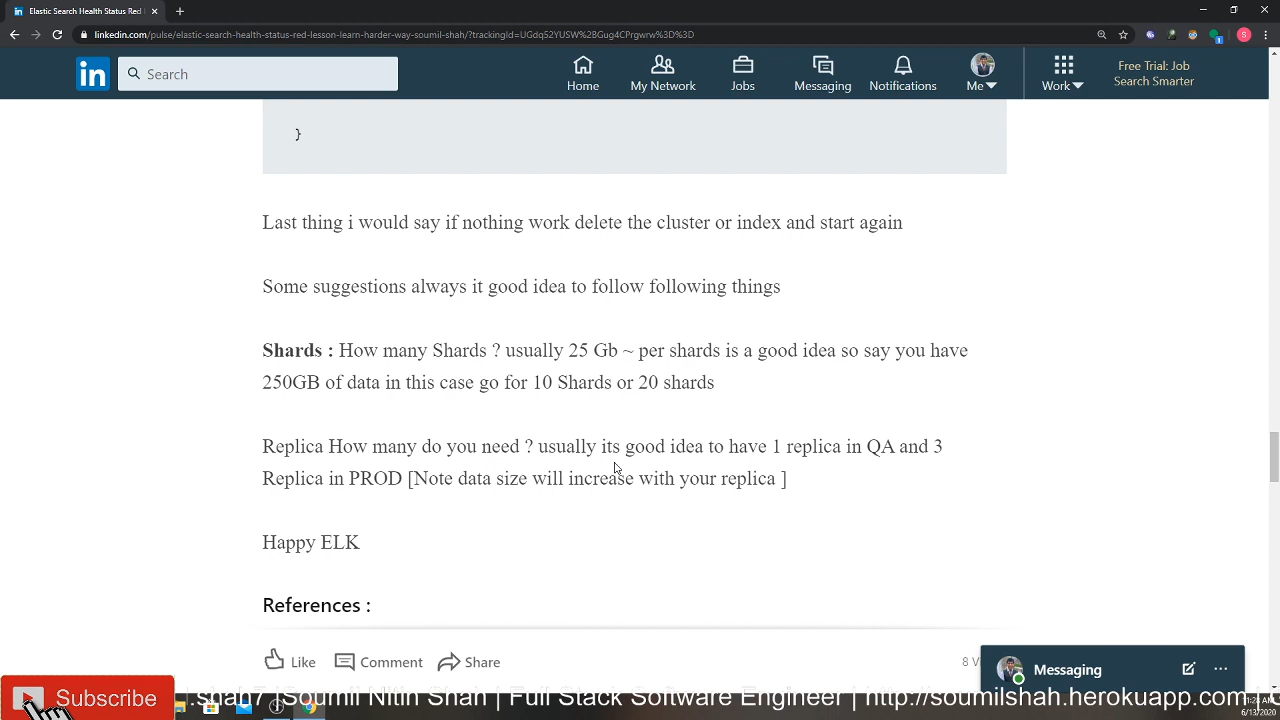 Elastic Search Health Status Red
linkedin.com/pulse/elastic-search-health-status-red-lesson-learn-harder-way-soumil-shah/?trackingId=UGdq52YUSW%2BGug4CPrgwrw%3D%3D
in
Search
Home
My Network
Jobs
Messaging
Notifications
Me
Work
Free Trial: Job
Search Smarter
}
Last thing i would say if nothing work delete the cluster or index and start again
Some suggestions always it good idea to follow following things
Shards : How many Shards ? usually 25 Gb ~ per shards is a good idea so say you have
250GB of data in this case go for 10 Shards or 20 shards
Replica How many do you need ? usually its good idea to have 1 replica in QA and 3
Replica in PROD [Note data size will increase with your replica ]
Happy ELK
References :
Like
Comment
Share
8
Messaging
Subscribe
shah7 | Soumil Nitin Shah | Full Stack Software Engineer | http://soumilshah.herokuapp.com
6/13/2020